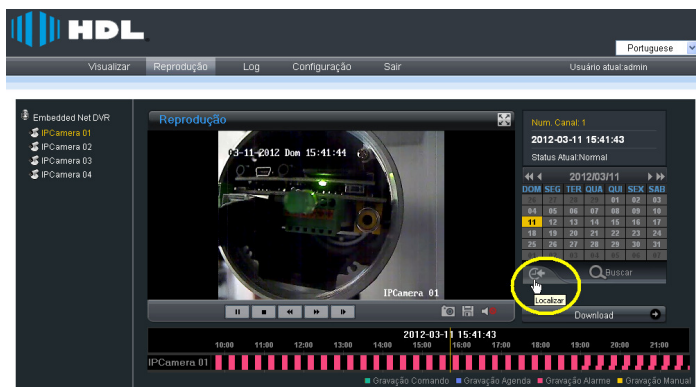 HDL
Portuguese
Visualizar Reprodução Log Configuração Sair Usuário atual:admin
Embedded Net DVR
IPCamera 01
IPCamera 02
IPCamera 03
IPCamera 04
Reprodução
03-11-2012 Dom 15:41:44
IPCamera 01
Num. Canal: 1
2012-03-11 15:41:43
Status Atual:Normal
2012/03/11
DOM SEG TER QUA QUI SEX SAB
26 27 28 29 01 02 03
04 05 06 07 08 09 10
11 12 13 14 15 16 17
18 19 20 21 22 23 24
25 26 27 28 29 30 31
03 04 05 06 07
Buscar
Localizar
Download
2012-03-11 15:41:43
10:00 11:00 12:00 13:00 14:00 15:00 16:00 17:00 18:00 19:00 20:00 21:00
IPCamera 01
Gravação Comando Gravação Agenda Gravação Alarme Gravação Manual